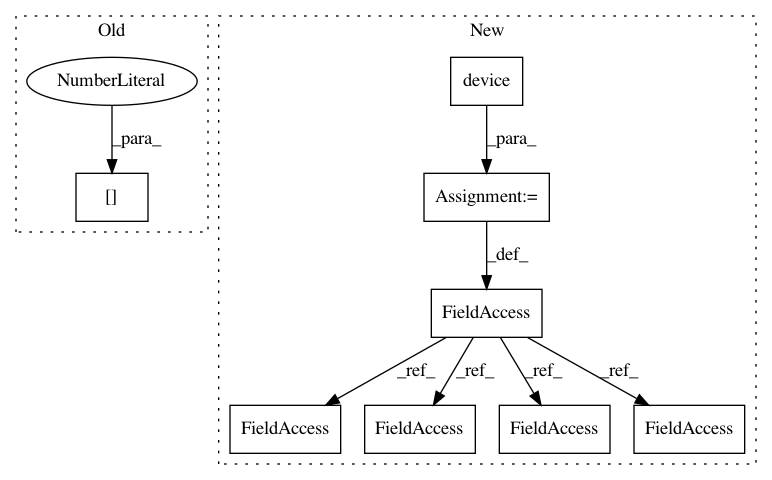 Old
New
NumberLiteral
device
_para_
_para_
[]
Assignment:=
_def_
FieldAccess
_ref_
_ref_
_ref_
_ref_
FieldAccess
FieldAccess
FieldAccess
FieldAccess